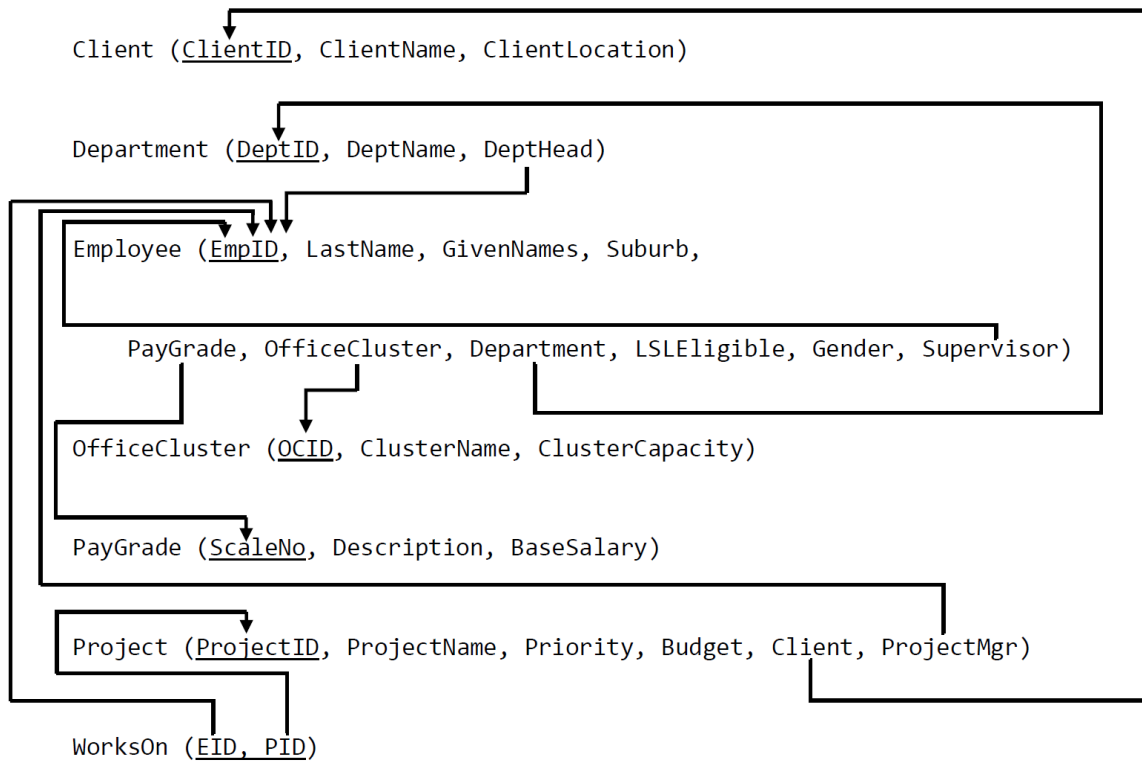 Client (ClientID, ClientName, ClientLocation)
Department (DeptID, DeptName, DeptHead)
Employee (EmpID, LastName, GivenNames, Suburb,
PayGrade, OfficeCluster, Department, LSLEligible, Gender, Supervisor)
OfficeCluster (OCID, ClusterName, ClusterCapacity)
PayGrade (ScaleNo, Description, BaseSalary)
Project (ProjectID, ProjectName, Priority, Budget, Client, ProjectMgr)
WorksOn (EID, PID)